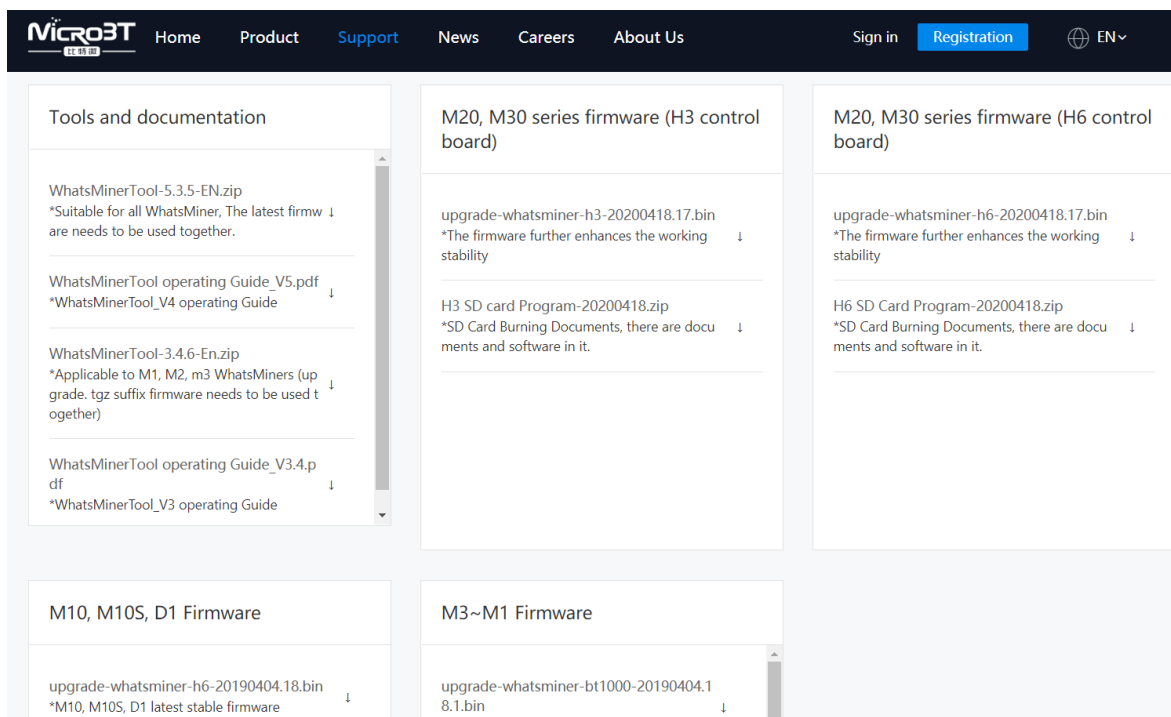 MicroBT
比特微
Home Product Support News Careers About Us Sign in Registration EN
Tools and documentation
WhatsMinerTool-5.3.5-EN.zip
*Suitable for all WhatsMiner, The latest firmw ↓
are needs to be used together.
WhatsMinerTool operating Guide_V5.pdf
*WhatsMinerTool_V4 operating Guide ↓
WhatsMinerTool-3.4.6-En.zip
*Applicable to M1, M2, m3 WhatsMiners (up
grade. tgz suffix firmware needs to be used t ↓
ogether)
WhatsMinerTool operating Guide_V3.4.p
df ↓
*WhatsMinerTool_V3 operating Guide
M20, M30 series firmware (H3 control
board)
upgrade-whatsminer-h3-20200418.17.bin
*The firmware further enhances the working ↓
stability
H3 SD card Program-20200418.zip
*SD Card Burning Documents, there are docu ↓
ments and software in it.
M20, M30 series firmware (H6 control
board)
upgrade-whatsminer-h6-20200418.17.bin
*The firmware further enhances the working ↓
stability
H6 SD Card Program-20200418.zip
*SD Card Burning Documents, there are docu ↓
ments and software in it.
M10, M10S, D1 Firmware
upgrade-whatsminer-h6-20190404.18.bin
*M10, M10S, D1 latest stable firmware ↓
M3~M1 Firmware
upgrade-whatsminer-bt1000-20190404.1
8.1.bin ↓